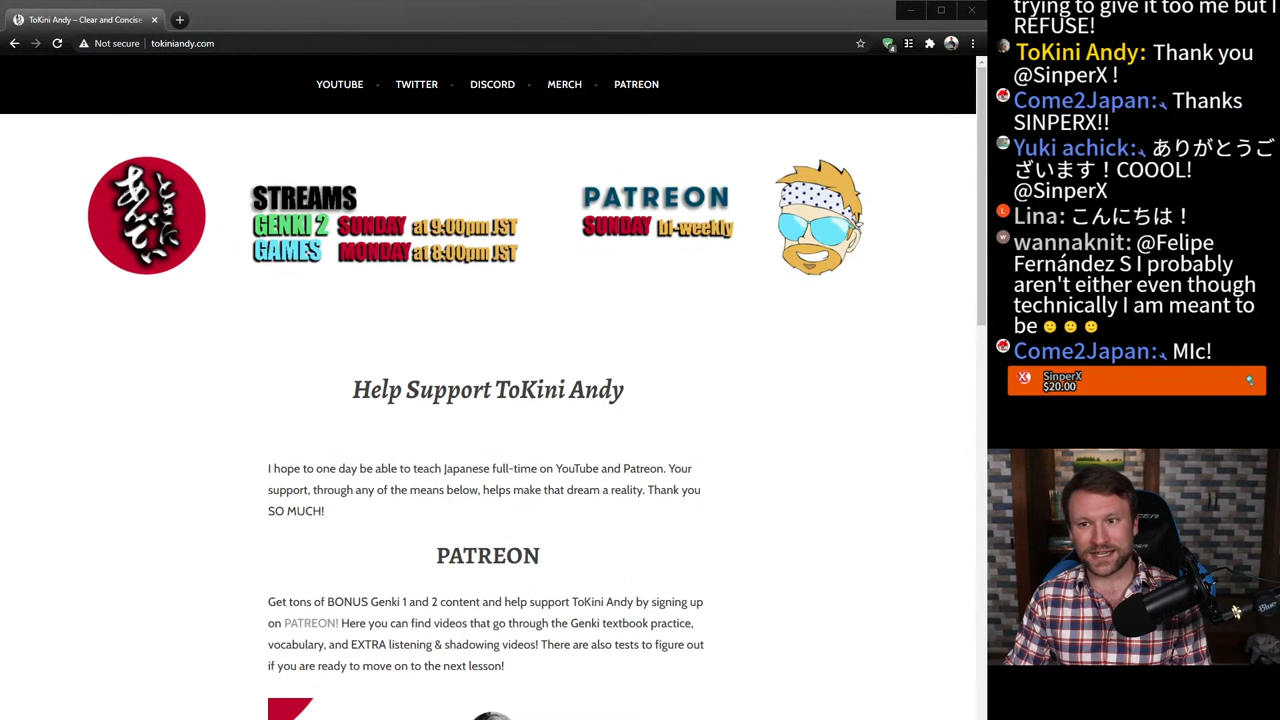 ToKini Andy – Clear and Concise
Not secure
tokiniandy.com
YOUTUBE
TWITTER
DISCORD
MERCH
PATREON
ときに
あんでぃ
STREAMS
GENKI 2 SUNDAY at 9:00pm JST
GAMES MONDAY at 8:00pm JST
PATREON
SUNDAY bi-weekly
Help Support ToKini Andy
I hope to one day be able to teach Japanese full-time on YouTube and Patreon. Your
support, through any of the means below, helps make that dream a reality. Thank you
SO MUCH!
PATREON
Get tons of BONUS Genki 1 and 2 content and help support ToKini Andy by signing up
on PATREON! Here you can find videos that go through the Genki textbook practice,
vocabulary, and EXTRA listening & shadowing videos! There are also tests to figure out
if you are ready to move on to the next lesson!
trying to give it too me but I
REFUSE!
ToKini Andy: Thank you
@SinperX !
Come2Japan: Thanks
SINPERX!!
Yuki achick: ありがとうご
ざいます！COOOL!
@SinperX
L
Lina: こんにちは！
w
wannaknit: @Felipe
Fernández S I probably
aren't either even though
technically I am meant to
be 🙂 🙂 🙂
Come2Japan: MIc!
SinperX
$20.00
Blue